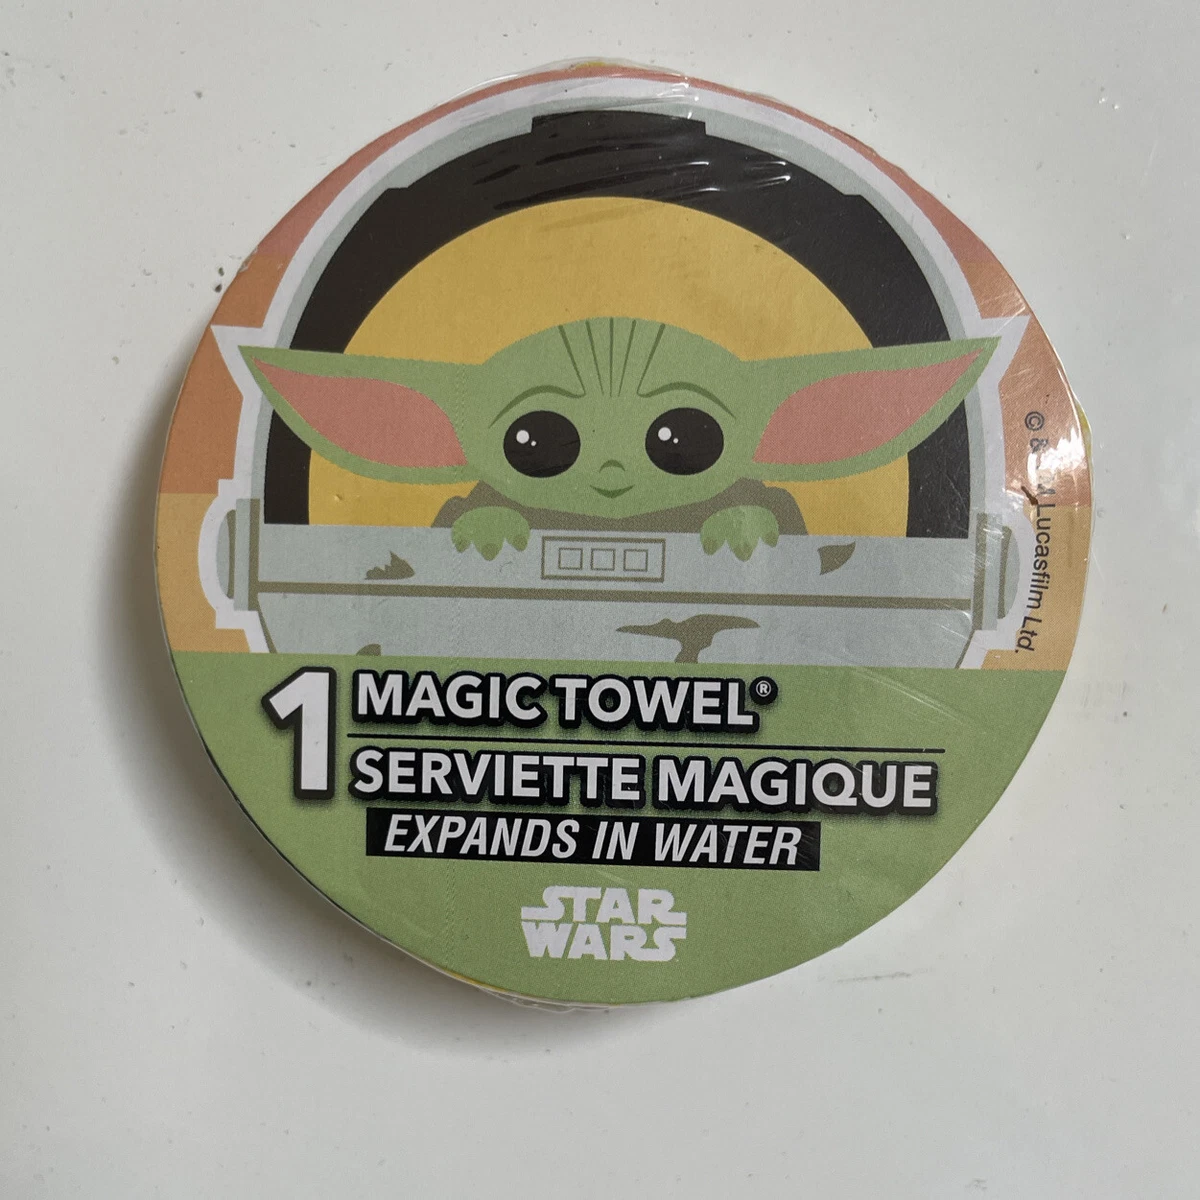 © & Lucasfilm Ltd.
1 MAGIC TOWEL®
SERVIETTE MAGIQUE
EXPANDS IN WATER
STAR
WARS